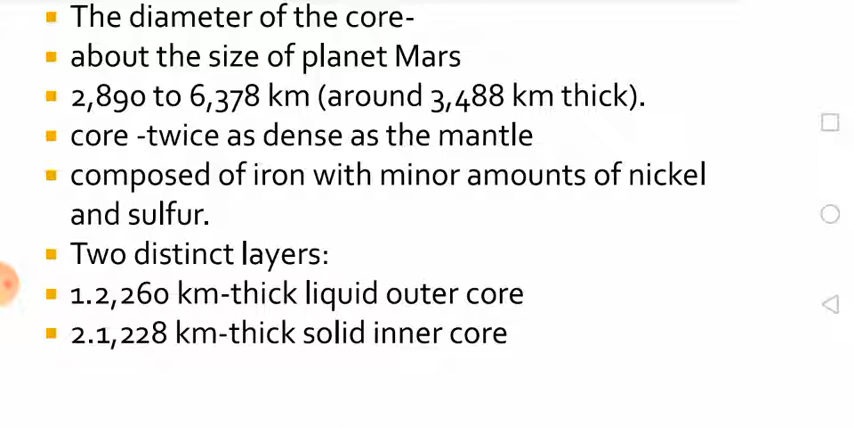 The diameter of the core-
about the size of planet Mars
2,890 to 6,378 km (around 3,488 km thick).
core -twice as dense as the mantle
composed of iron with minor amounts of nickel
and sulfur.
Two distinct layers:
1.2,260 km-thick liquid outer core
2.1,228 km-thick solid inner core